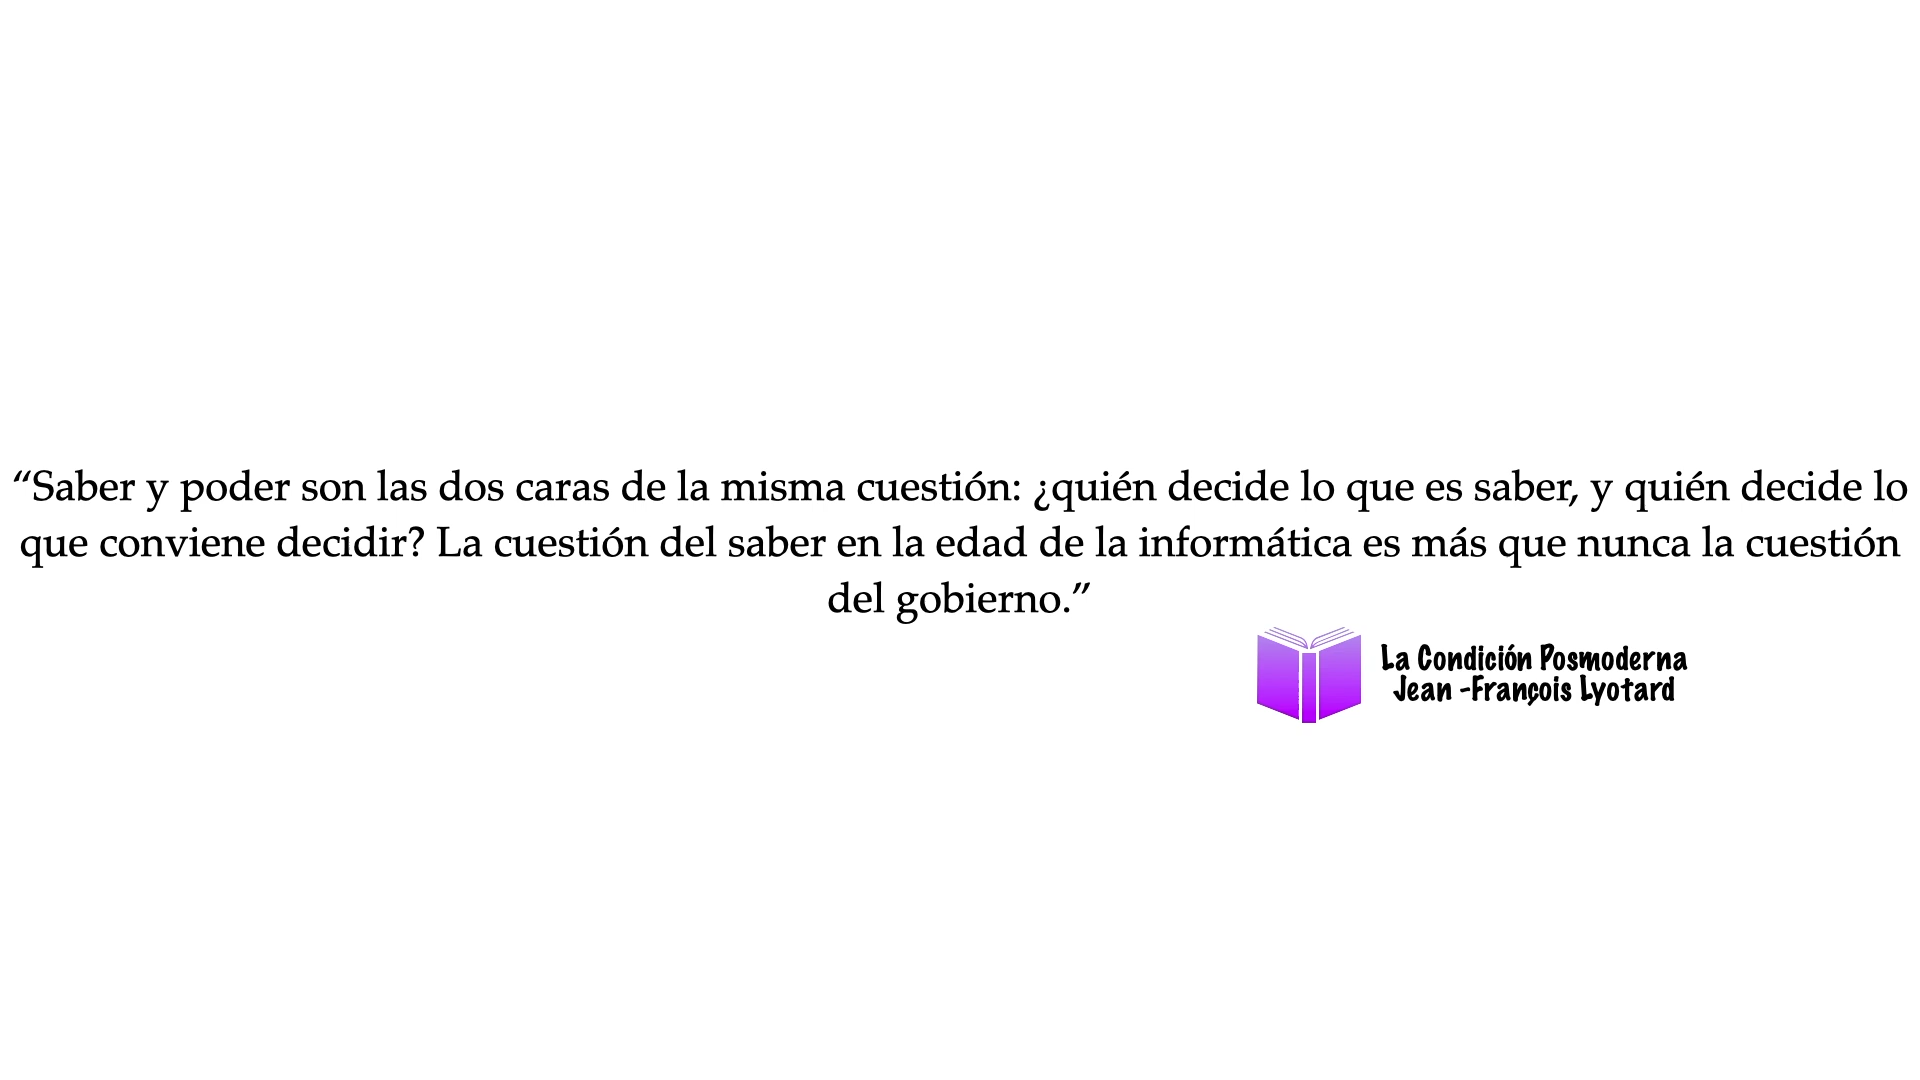 “Saber y poder son las dos caras de la misma cuestión: ¿quién decide lo que es saber, y quién decide lo
que conviene decidir? La cuestión del saber en la edad de la informática es más que nunca la cuestión
del gobierno.”
La Condición Posmoderna
Jean -François Lyotard